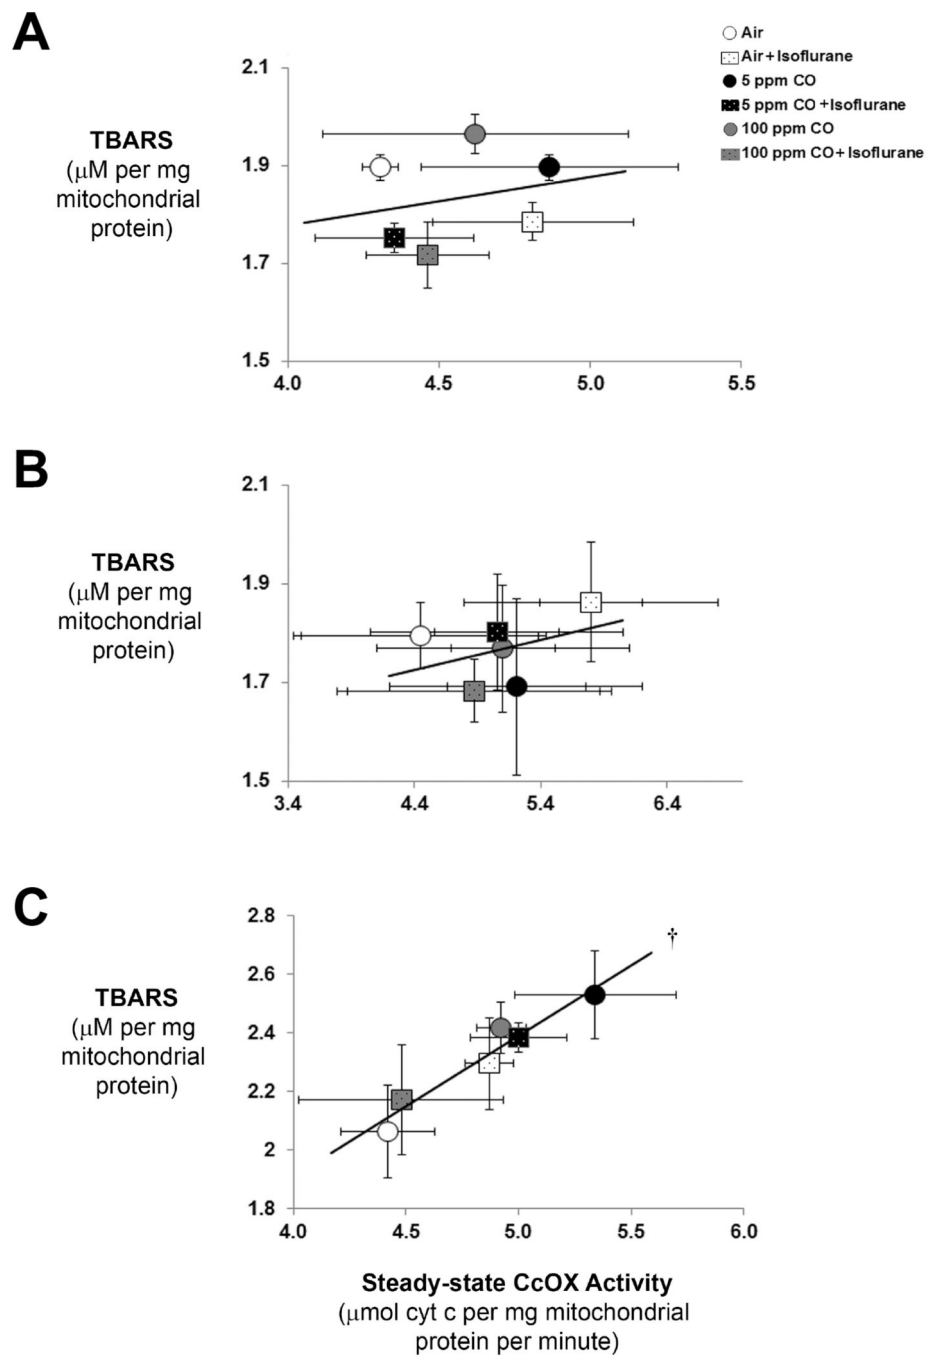 A
Air
Air+Isoflurane
5 ppm CO
5 ppm CO +Isoflurane
100 ppm CO
100 ppm CO+Isoflurane
TBARS
(μM per mg
mitochondrial
protein)
2.1
1.9
1.7
1.5
4.0 4.5 5.0 5.5
B
TBARS
(μM per mg
mitochondrial
protein)
2.1
1.9
1.7
1.5
3.4 4.4 5.4 6.4
C
TBARS
(μM per mg
mitochondrial
protein)
2.8
2.6
2.4
2.2
2
1.8
†
4.0 4.5 5.0 5.5 6.0
Steady-state CcOX Activity
(μmol cyt c per mg mitochondrial
protein per minute)